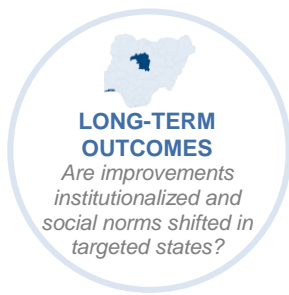 LONG-TERM
OUTCOMES
Are improvements
institutionalized and
social norms shifted in
targeted states?